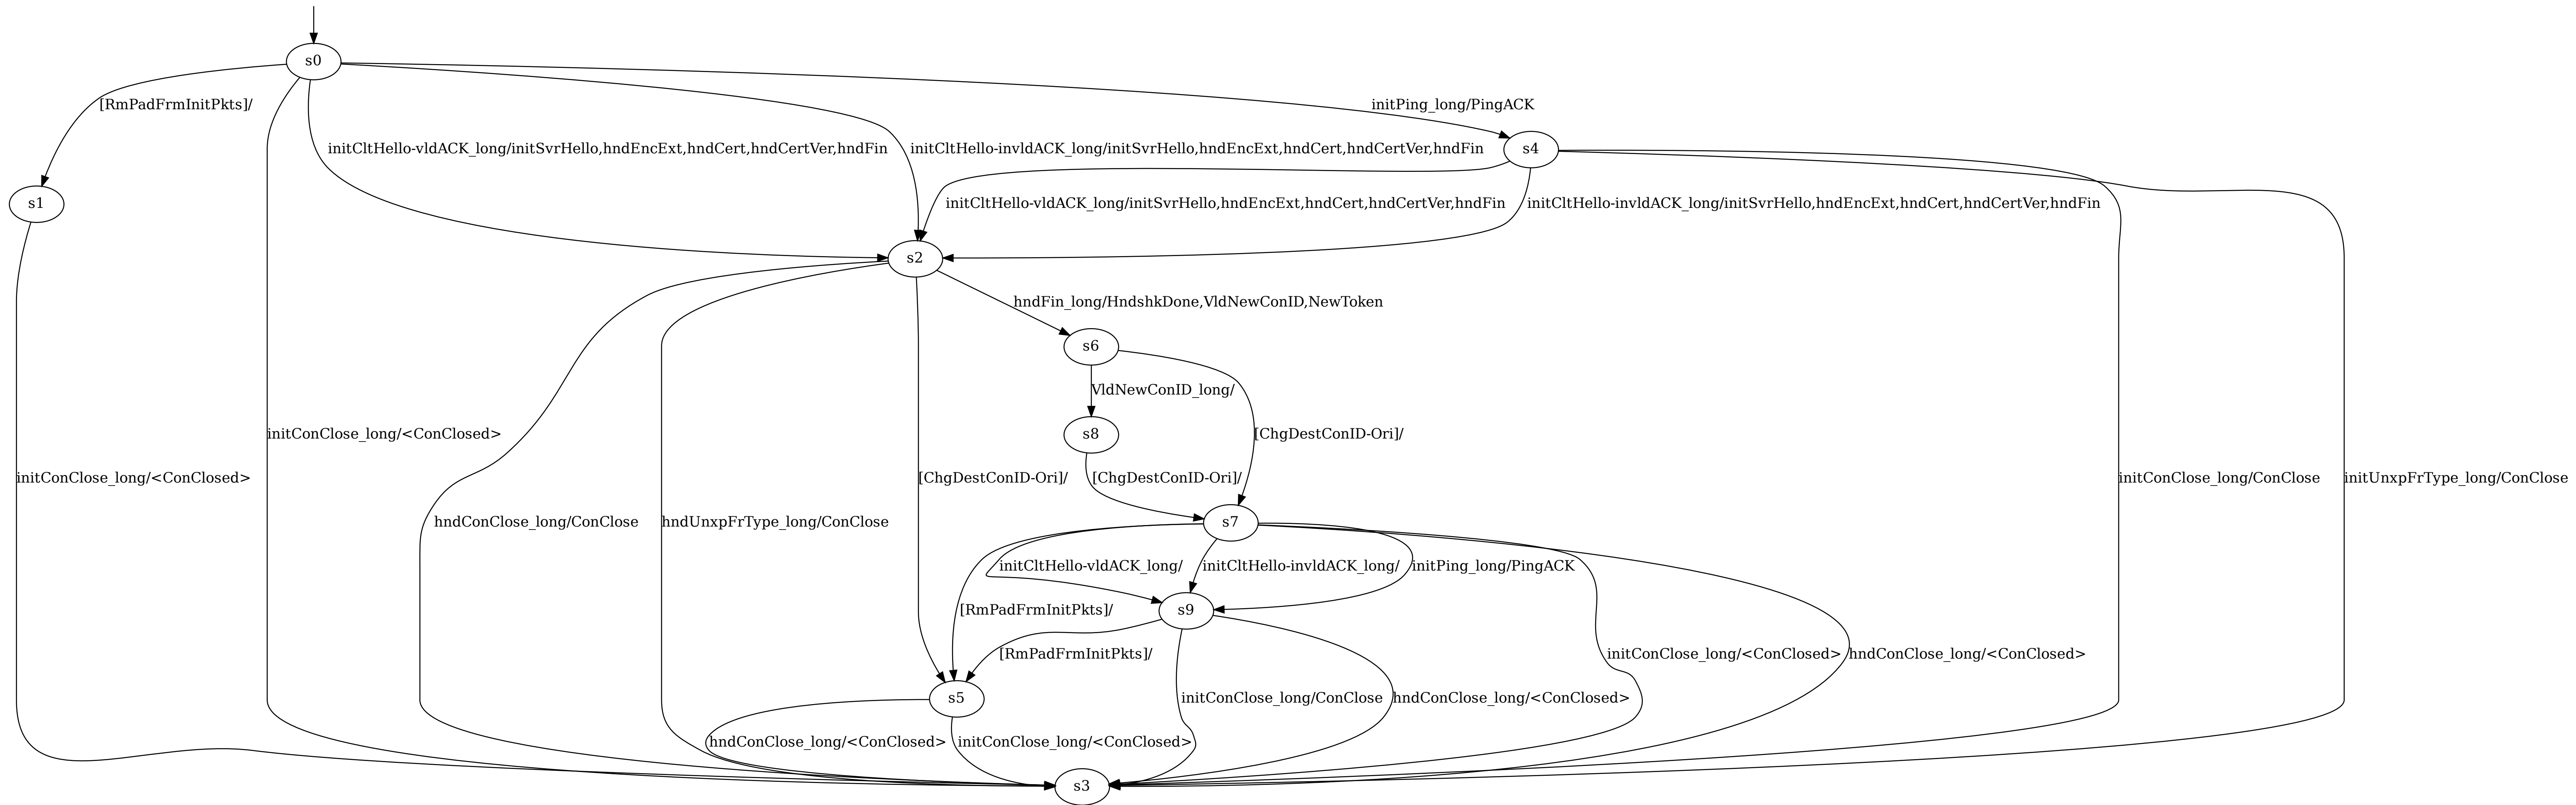 s0
[RmPadFrmInitPkts]/
initPing_long/PingACK
initCltHello-vldACK_long/initSvrHello,hndEncExt,hndCert,hndCertVer,hndFin
initCltHello-invldACK_long/initSvrHello,hndEncExt,hndCert,hndCertVer,hndFin
s4
s1
initCltHello-vldACK_long/initSvrHello,hndEncExt,hndCert,hndCertVer,hndFin
initCltHello-invldACK_long/initSvrHello,hndEncExt,hndCert,hndCertVer,hndFin
s2
hndFin_long/HndshkDone,VldNewConID,NewToken
s6
VldNewConID_long/
initConClose_long/<ConClosed>
s8
[ChgDestConID-Ori]/
initConClose_long/<ConClosed>
[ChgDestConID-Ori]/
[ChgDestConID-Ori]/
initConClose_long/ConClose
initUnxpFrType_long/ConClose
hndConClose_long/ConClose
hndUnxpFrType_long/ConClose
s7
initCltHello-vldACK_long/
initCltHello-invldACK_long/
initPing_long/PingACK
[RmPadFrmInitPkts]/
s9
[RmPadFrmInitPkts]/
initConClose_long/<ConClosed>
hndConClose_long/<ConClosed>
s5
initConClose_long/ConClose
hndConClose_long/<ConClosed>
hndConClose_long/<ConClosed>
initConClose_long/<ConClosed>
s3